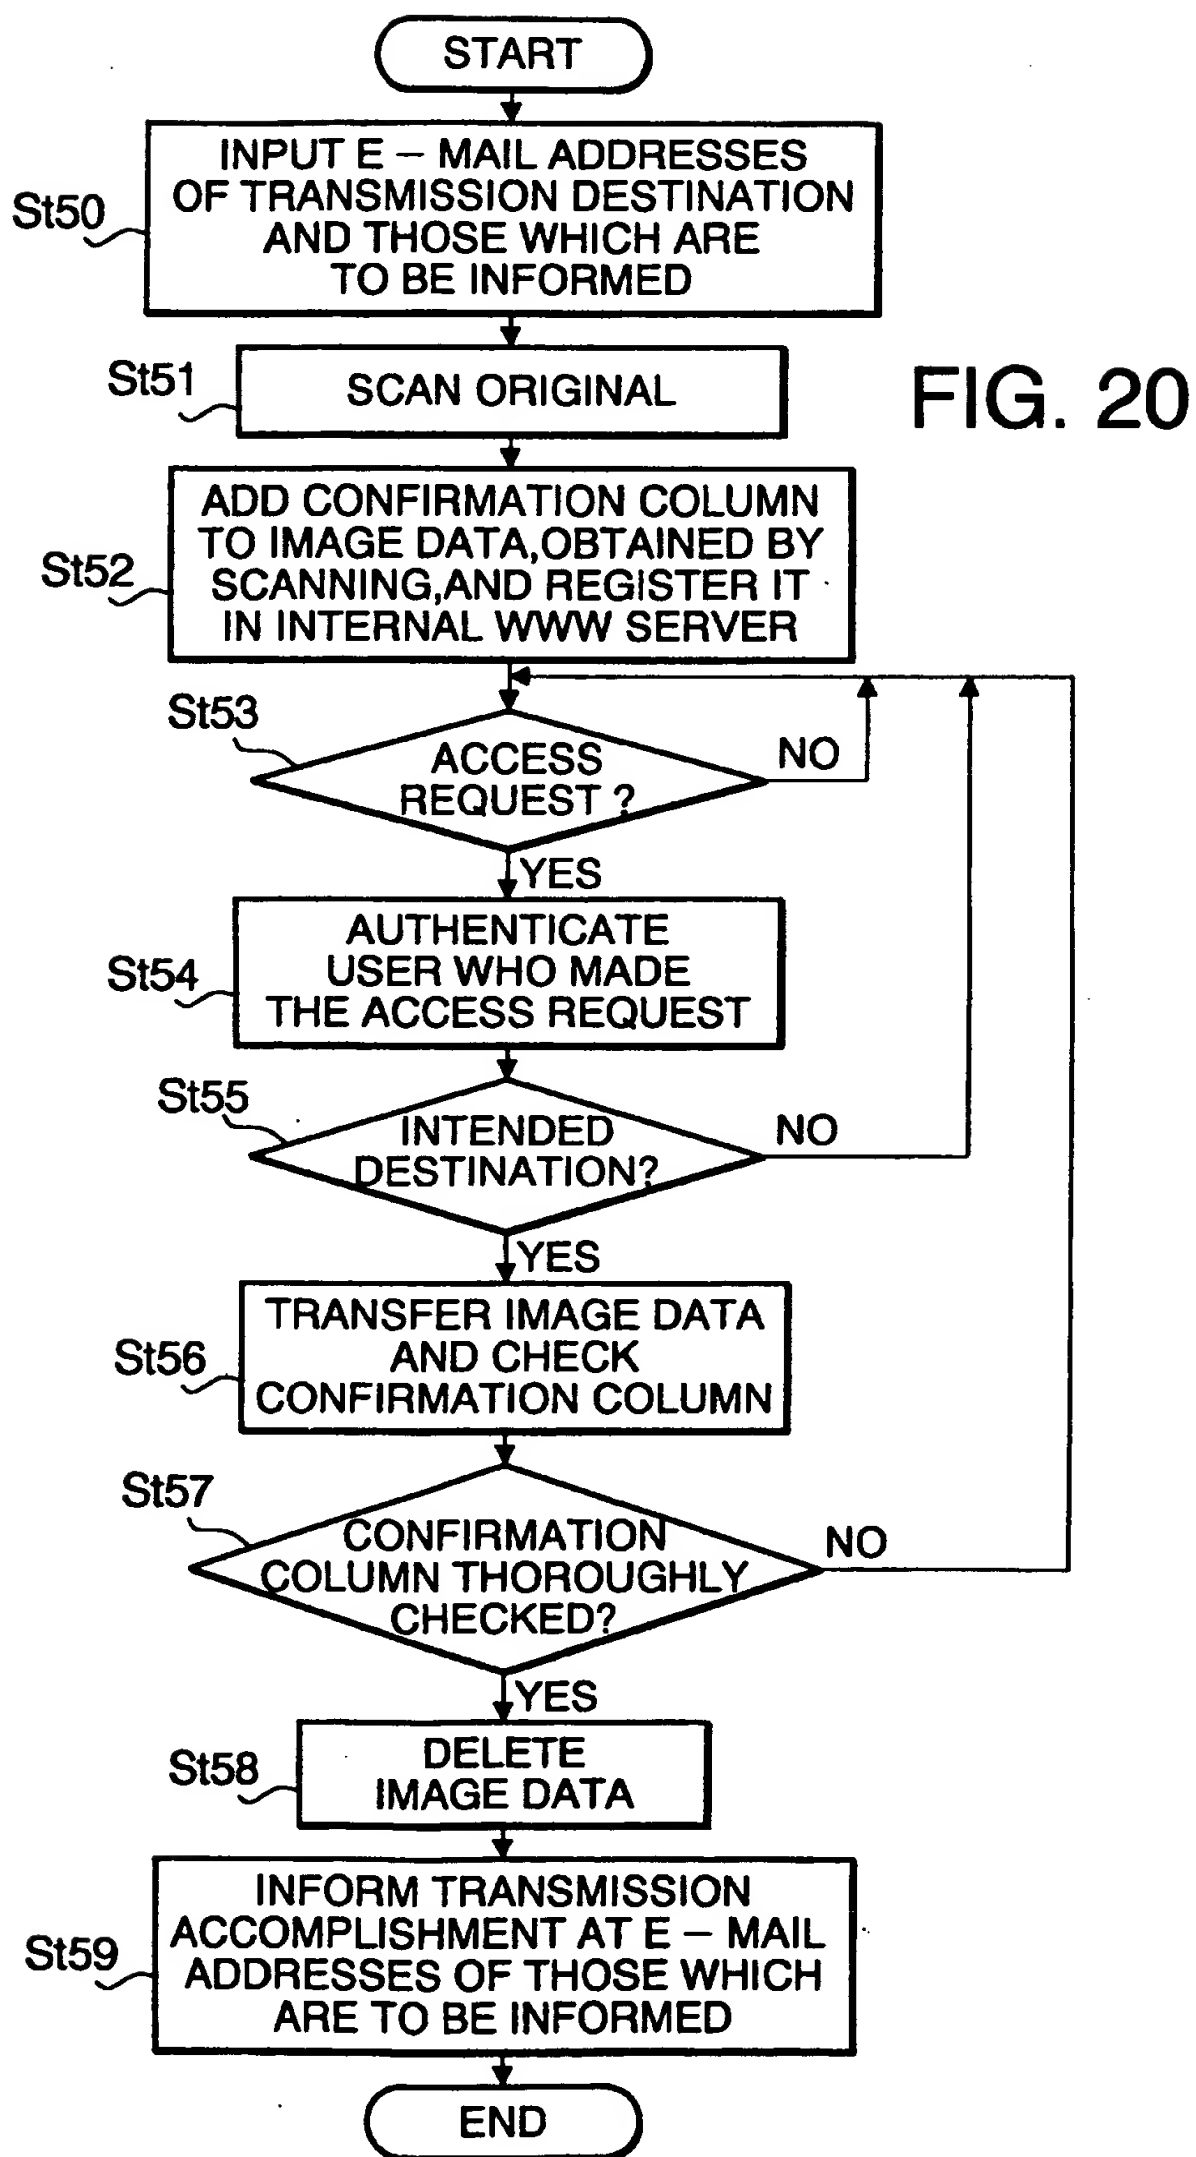 START
INPUT E – MAIL ADDRESSES
OF TRANSMISSION DESTINATION
AND THOSE WHICH ARE
TO BE INFORMED
St50
St51
SCAN ORIGINAL
FIG. 20
ADD CONFIRMATION COLUMN
TO IMAGE DATA,OBTAINED BY
SCANNING,AND REGISTER IT
IN INTERNAL WWW SERVER
St52
St53
ACCESS
REQUEST ?
NO
YES
AUTHENTICATE
USER WHO MADE
THE ACCESS REQUEST
St54
St55
INTENDED
DESTINATION?
NO
YES
TRANSFER IMAGE DATA
AND CHECK
CONFIRMATION COLUMN
St56
St57
CONFIRMATION
COLUMN THOROUGHLY
CHECKED?
NO
YES
DELETE
IMAGE DATA
St58
INFORM TRANSMISSION
ACCOMPLISHMENT AT E – MAIL
ADDRESSES OF THOSE WHICH
ARE TO BE INFORMED
St59
END